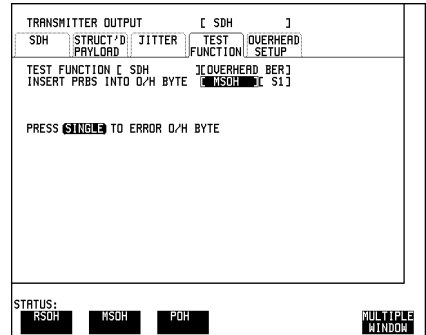 TRANSMITTER OUTPUT [ SDH ]
SDH STRUCT'D PAYLOAD JITTER TEST FUNCTION OVERHEAD SETUP
TEST FUNCTION [ SDH ][OVERHEAD BER]
INSERT PRBS INTO O/H BYTE [ MSOH ][ S1]
PRESS SINGLE TO ERROR O/H BYTE
STATUS:
RSOH MSOH POH MULTIPLE WINDOW